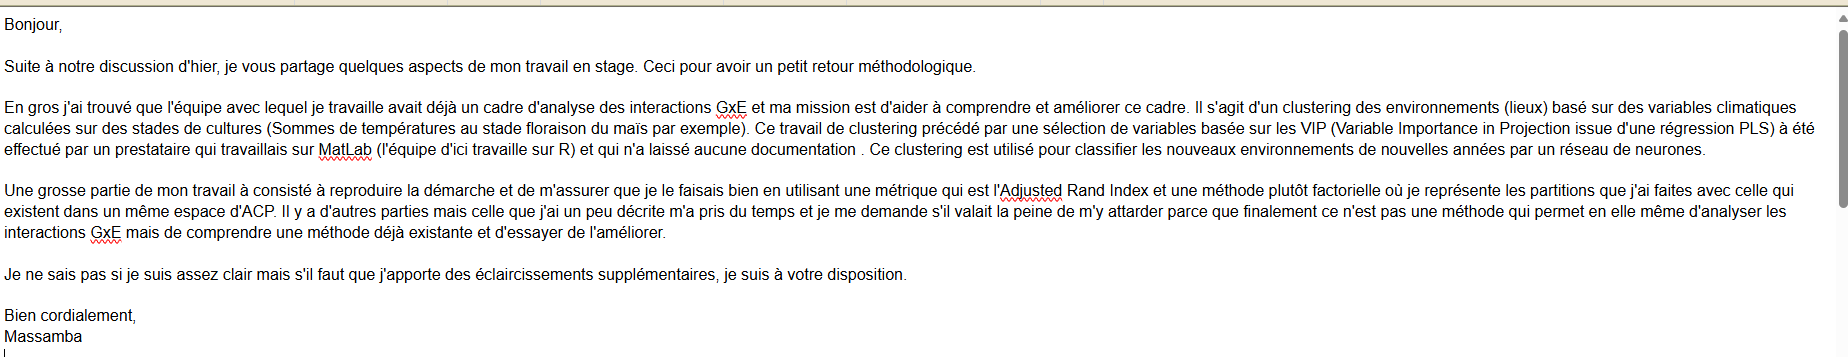 Bonjour,
Suite à notre discussion d'hier, je vous partage quelques aspects de mon travail en stage. Ceci pour avoir un petit retour méthodologique.
En gros j'ai trouvé que l'équipe avec lequel je travaille avait déjà un cadre d'analyse des interactions GxE et ma mission est d'aider à comprendre et améliorer ce cadre. Il s'agit d'un clustering des environnements (lieux) basé sur des variables climatiques
calculées sur des stades de cultures (Sommes de températures au stade floraison du maïs par exemple). Ce travail de clustering précédé par une sélection de variables basée sur les VIP (Variable Importance in Projection issue d'une régression PLS) à été
effectué par un prestataire qui travaillais sur MatLab (l'équipe d'ici travaille sur R) et qui n'a laissé aucune documentation . Ce clustering est utilisé pour classifier les nouveaux environnements de nouvelles années par un réseau de neurones.
Une grosse partie de mon travail à consisté à reproduire la démarche et de m'assurer que je le faisais bien en utilisant une métrique qui est l'Adjusted Rand Index et une méthode plutôt factorielle où je représente les partitions que j'ai faites avec celle qui
existent dans un même espace d'ACP. Il y a d'autres parties mais celle que j'ai un peu décrite m'a pris du temps et je me demande s'il valait la peine de m'y attarder parce que finalement ce n'est pas une méthode qui permet en elle même d'analyser les
interactions GxE mais de comprendre une méthode déjà existante et d'essayer de l'améliorer.
Je ne sais pas si je suis assez clair mais s'il faut que j'apporte des éclaircissements supplémentaires, je suis à votre disposition.
Bien cordialement,
Massamba